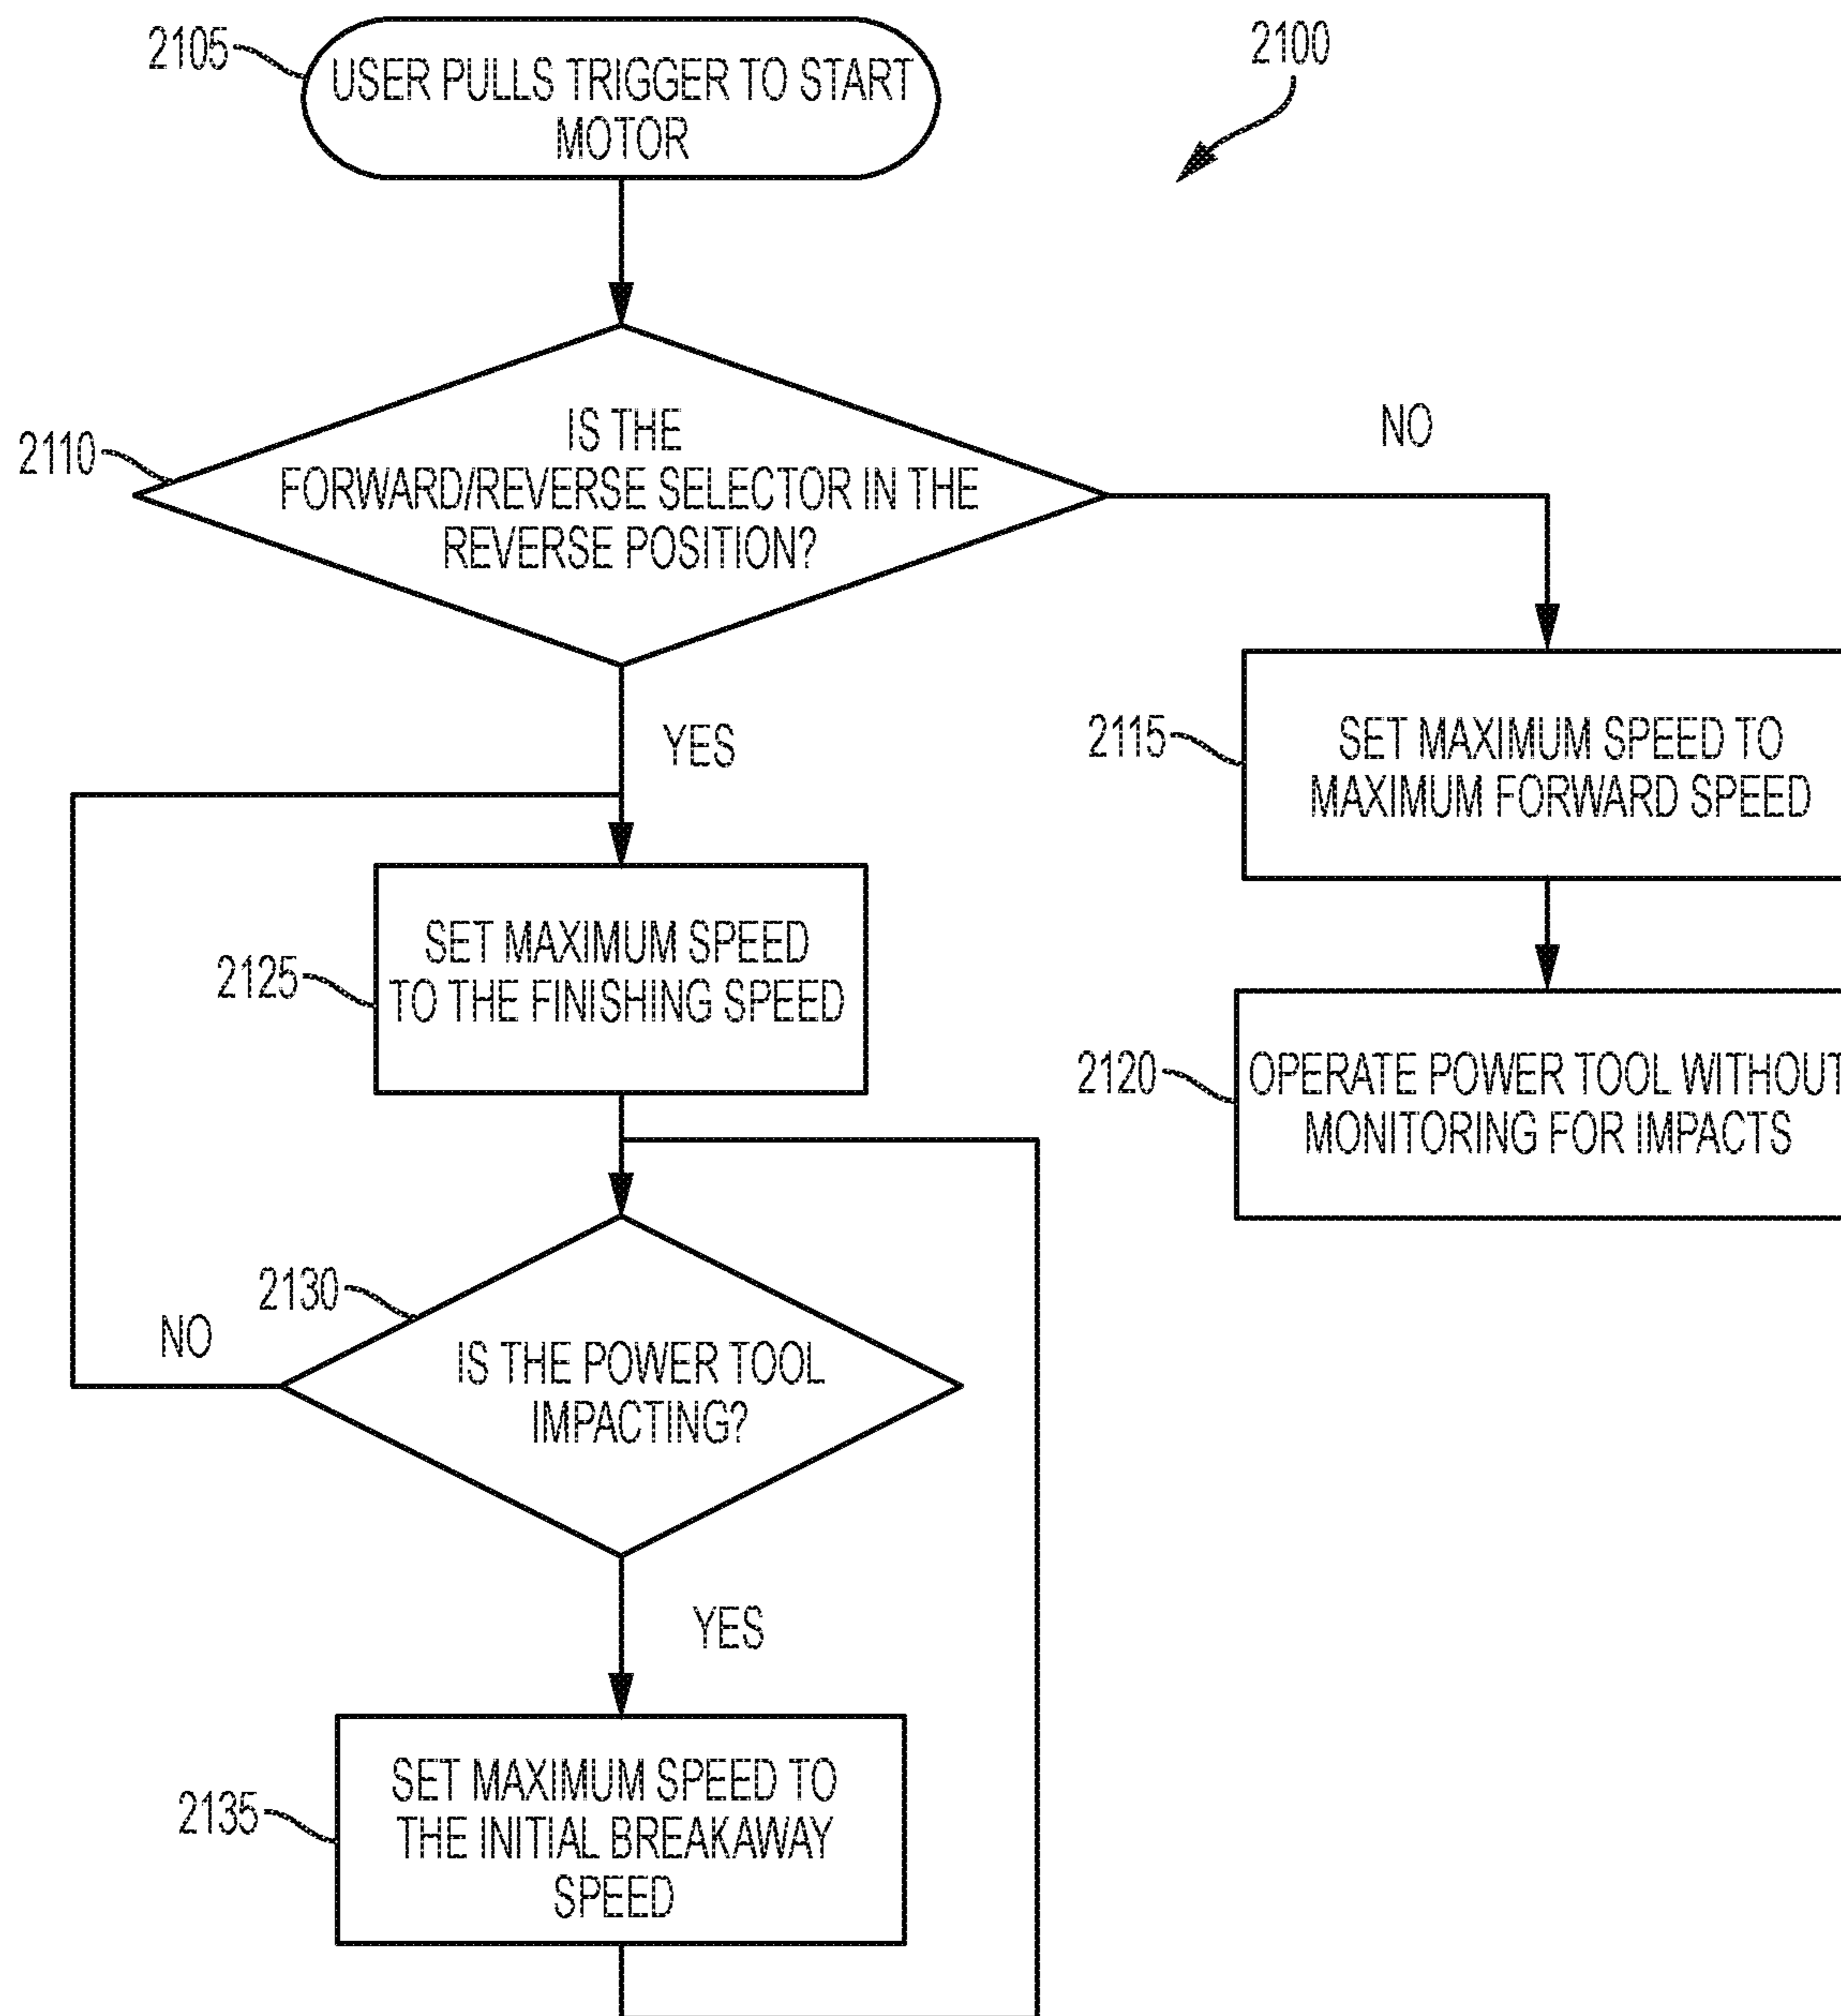 2105
USER PULLS TRIGGER TO START
MOTOR
2100
2110
IS THE
FORWARD/REVERSE SELECTOR IN THE
REVERSE POSITION?
NO
YES
2115
SET MAXIMUM SPEED TO
MAXIMUM FORWARD SPEED
2120
OPERATE POWER TOOL WITHOUT
MONITORING FOR IMPACTS
2125
SET MAXIMUM SPEED
TO THE FINISHING SPEED
2130
NO
IS THE POWER TOOL
IMPACTING?
YES
2135
SET MAXIMUM SPEED TO
THE INITIAL BREAKAWAY
SPEED